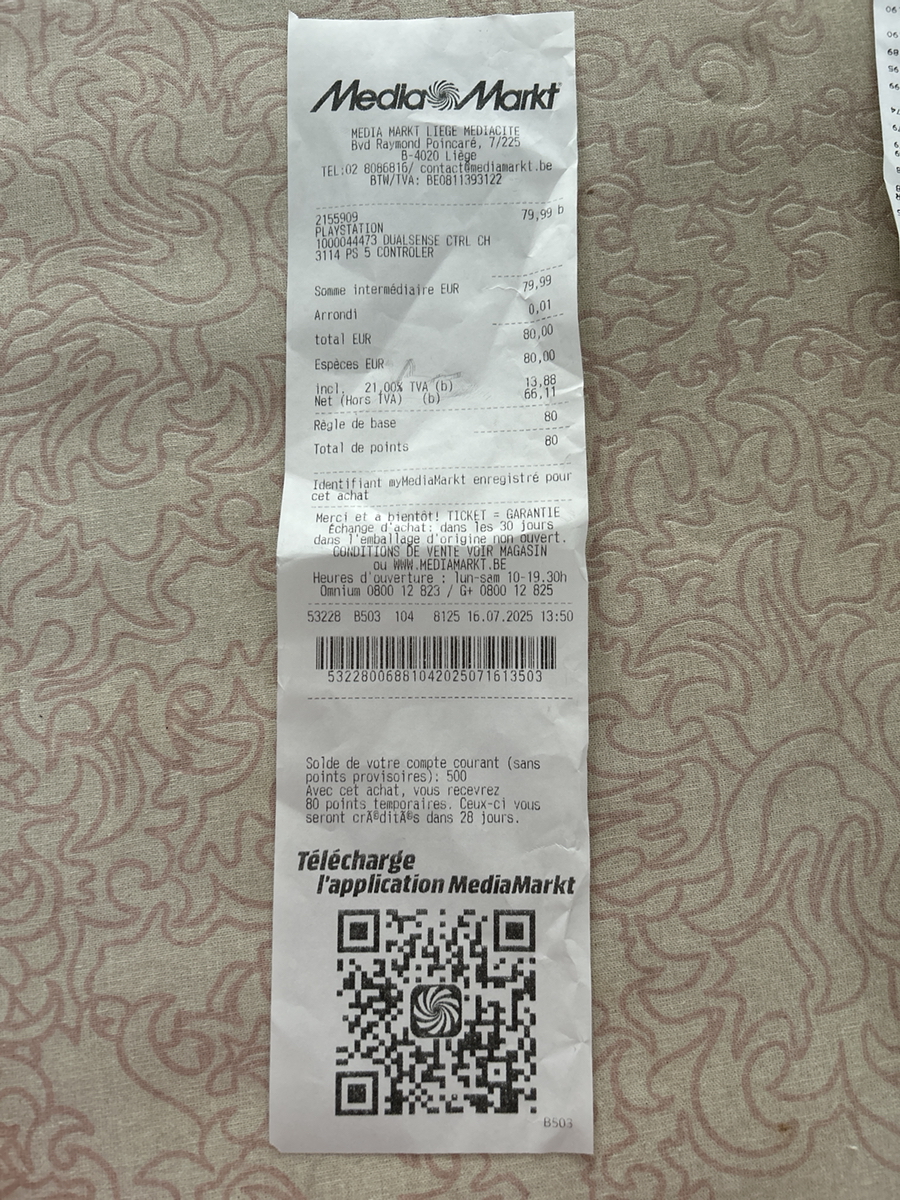 Media Markt
MEDIA MARKT LIEGE MEDIACITE
Bvd Raymond Poincaré, 7/225
B-4020 Liège
TEL:02 8086816/ contact@mediamarkt.be
BTW/TVA: BE0811393122
2155909 79,99 b
PLAYSTATION
1000044473 DUALSENSE CTRL CH
3114 PS 5 CONTROLER
Somme intermédiaire EUR 79,99
Arrondi 0,01
total EUR 80,00
Espèces EUR 80,00
incl. 21,00% TVA (b) 13,88
Net (Hors TVA) (b) 66,11
Règle de base 80
Total de points 80
Identifiant myMediaMarkt enregistré pour
cet achat
Merci et a bientôt! TICKET = GARANTIE
Échange d'achat: dans les 30 jours
dans l'emballage d'origine non ouvert.
CONDITIONS DE VENTE VOIR MAGASIN
ou WWW.MEDIAMARKT.BE
Heures d'ouverture : lun-sam 10-19.30h
Omnium 0800 12 823 / G+ 0800 12 825
53228 B503 104 8125 16.07.2025 13:50
53228006881042025071613503
Solde de votre compte courant (sans
points provisoires): 500
Avec cet achat, vous recevrez
80 points temporaires. Ceux-ci vous
seront crÃ©ditÃ©s dans 28 jours.
Télécharge
l'application MediaMarkt
B503